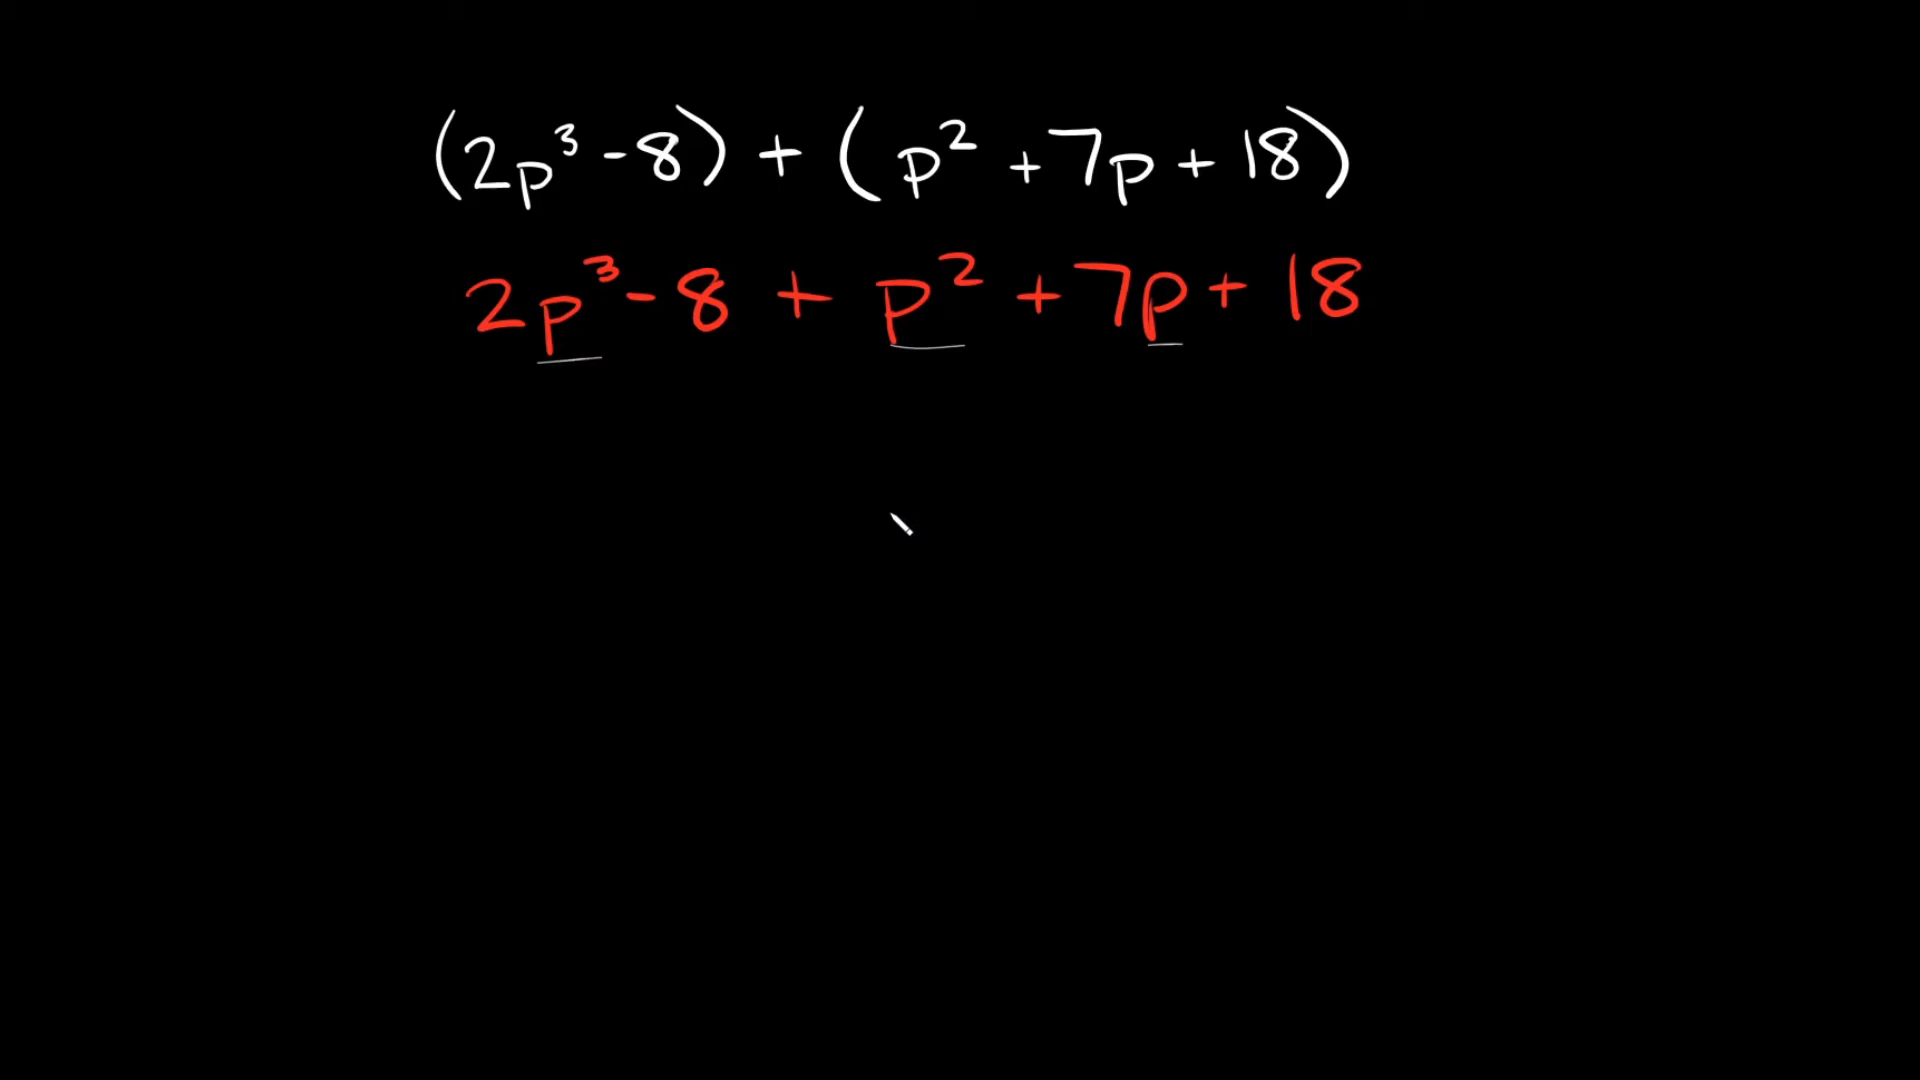 (2p³ - 8) + (p² + 7p + 18)
2p³ - 8 + p² + 7p + 18